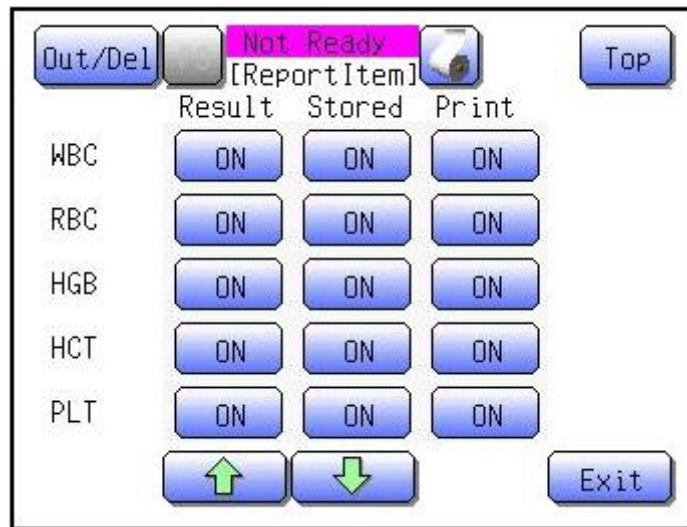 Out/Del
Not Ready
[ReportItem]
Top
Result Stored Print
WBC ON ON ON
RBC ON ON ON
HGB ON ON ON
HCT ON ON ON
PLT ON ON ON
Exit